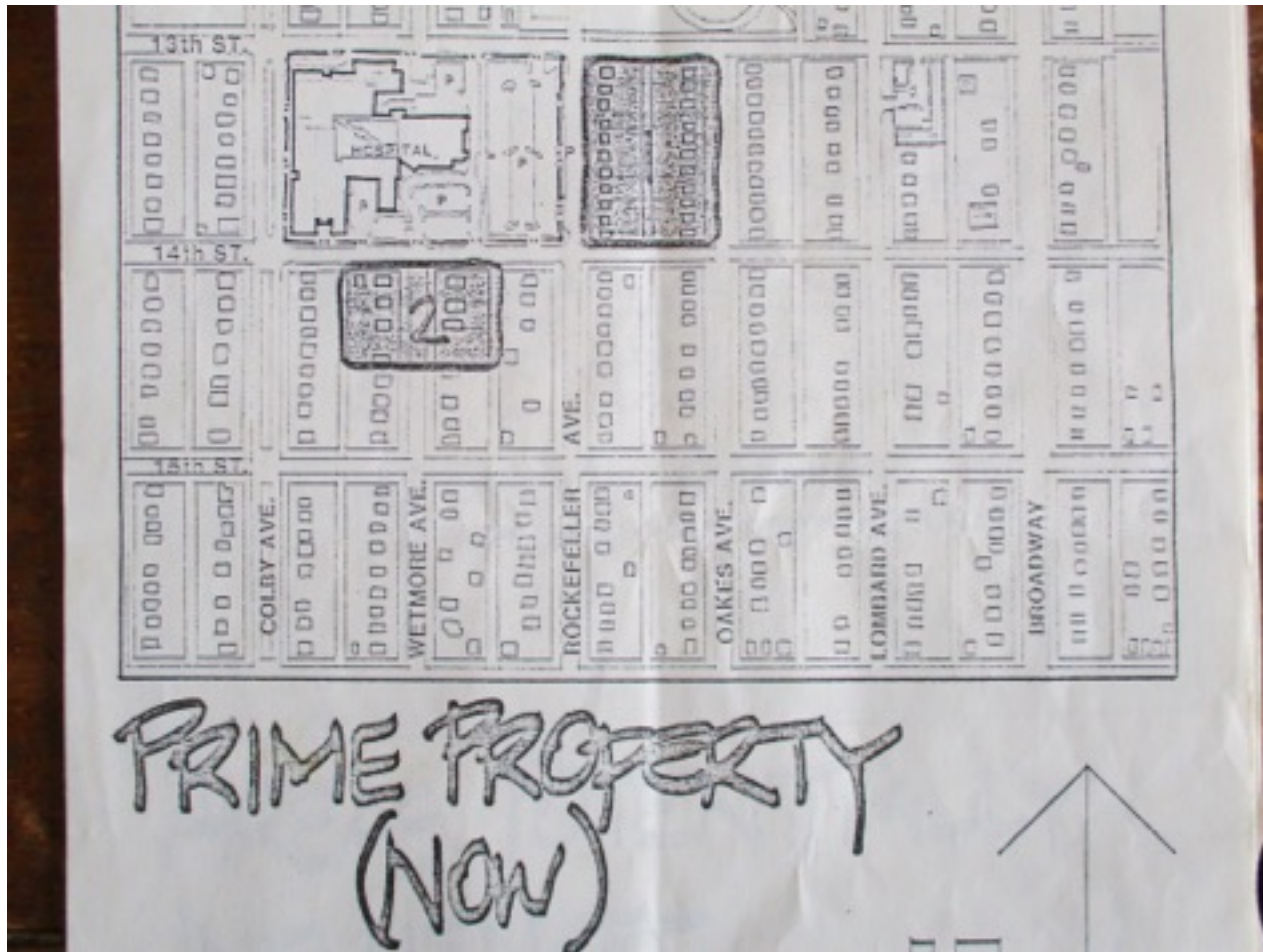 13th ST.
HOSPITAL
P
P
P
P
P
14th ST.
2
AVE.
15th ST.
COLBY AVE.
WETMORE AVE.
ROCKEFELLER
OAKES AVE.
LOMBARD AVE.
BROADWAY
PRIME PROPERTY
(NOW)